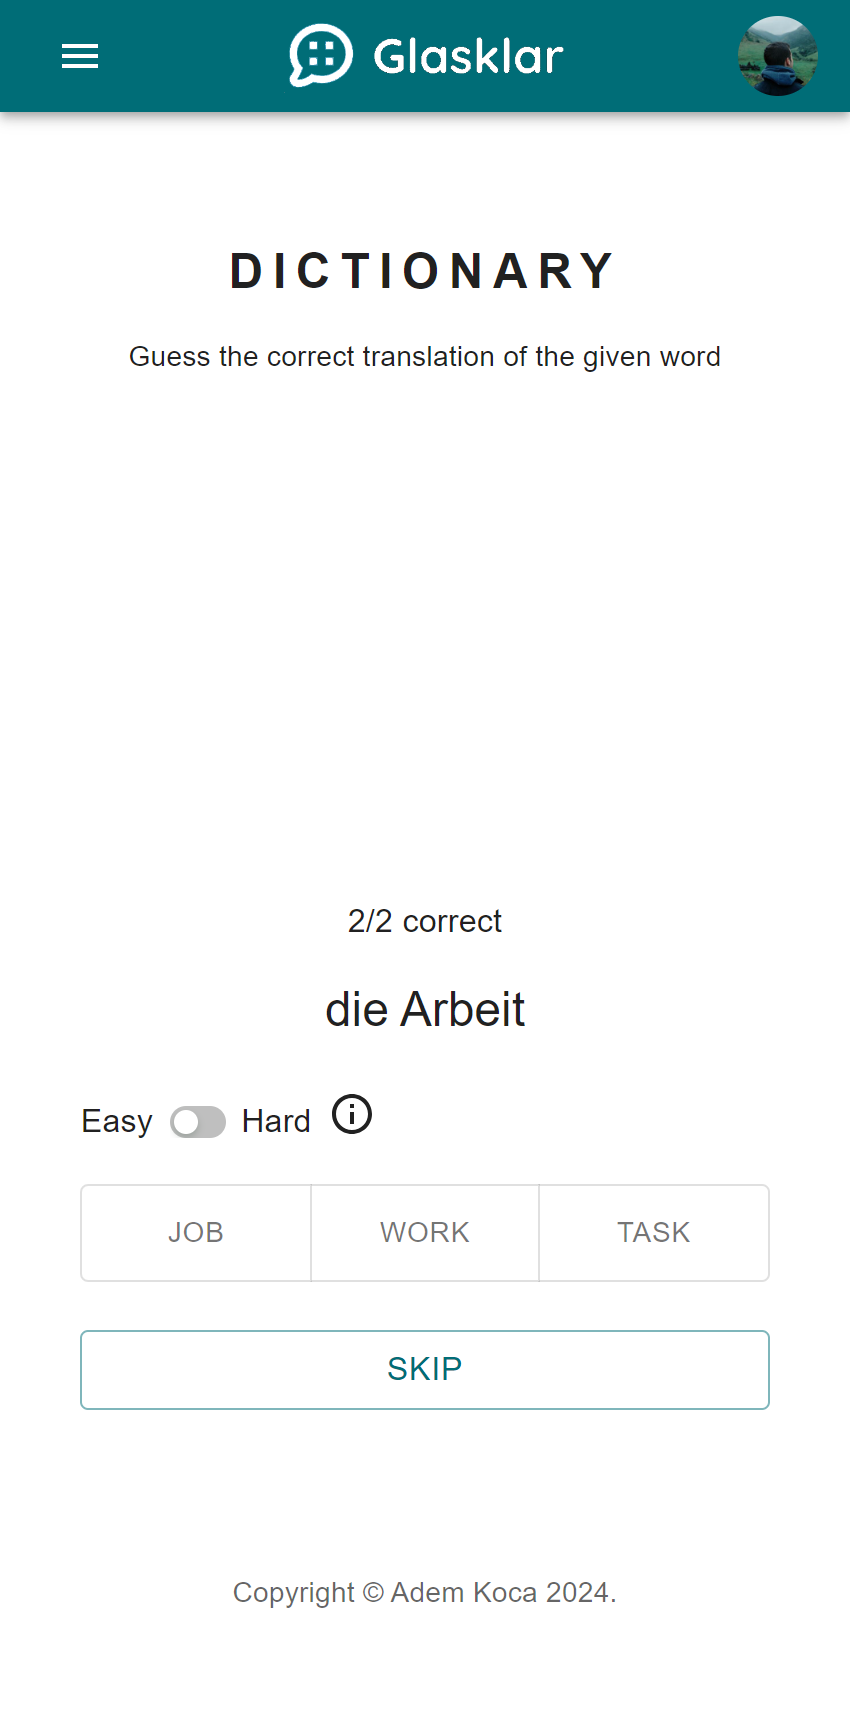 Glasklar
DICTIONARY
Guess the correct translation of the given word
2/2 correct
die Arbeit
Easy Hard
JOB WORK TASK
SKIP
Copyright © Adem Koca 2024.